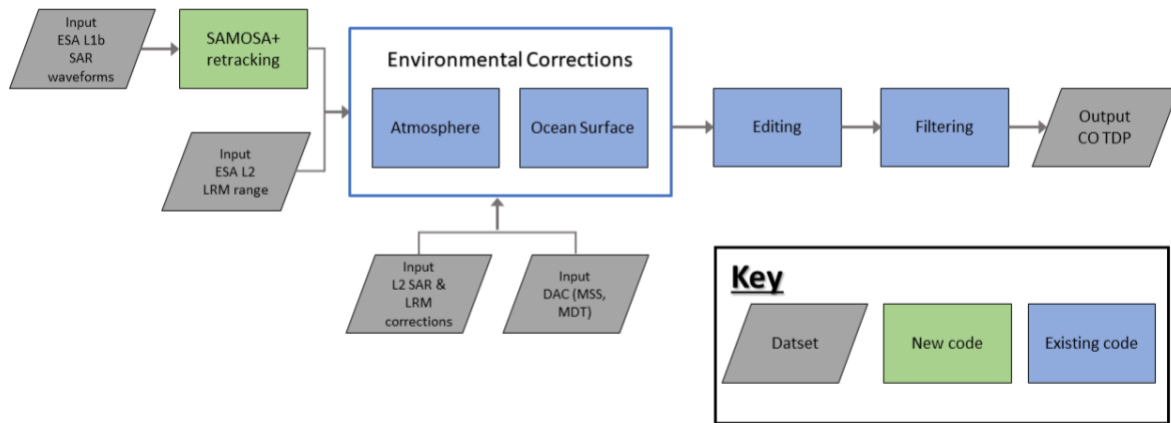 Input
ESA L1b
SAR
waveforms
SAMOSA+
retracking
Input
ESA L2
LRM range
Environmental Corrections
Atmosphere
Ocean Surface
Editing
Filtering
Output
CO TDP
Input
L2 SAR &
LRM
corrections
Input
DAC (MSS,
MDT)
Key
Datset
New code
Existing code